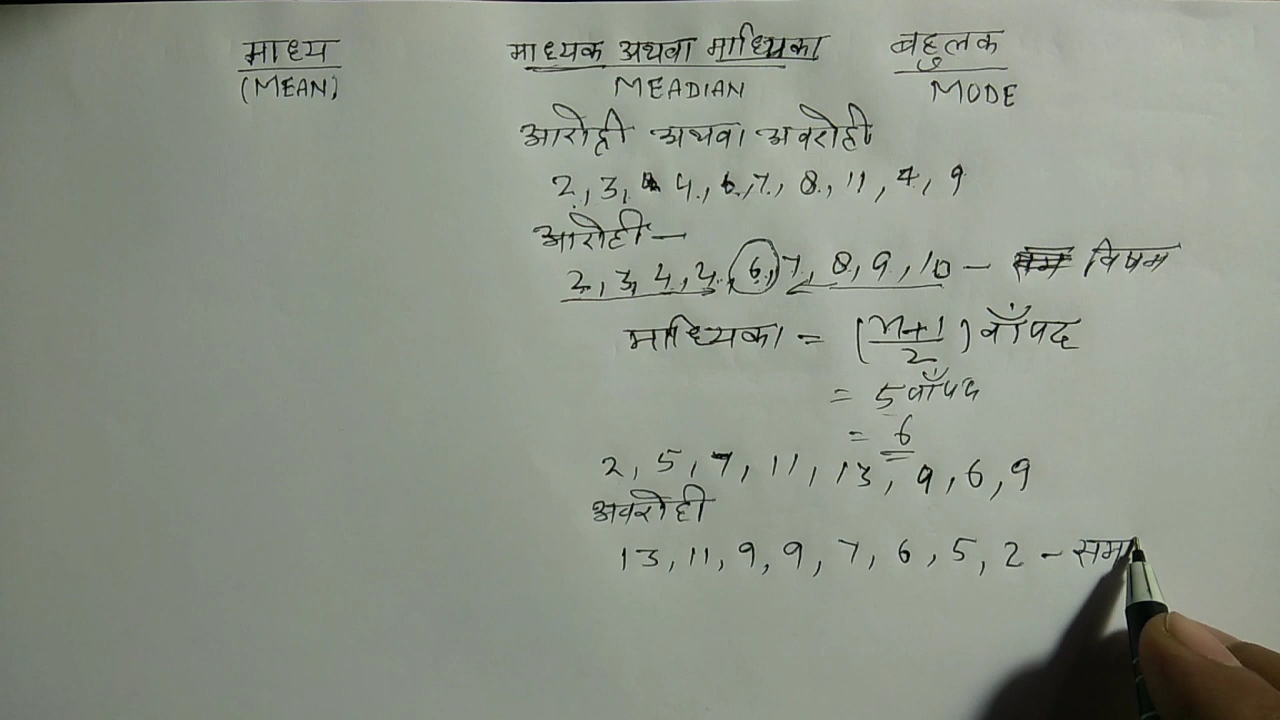 माध्य
(MEAN)
माध्यक अथवा माध्यिका
MEADIAN
बहुलक
MODE
आरोही अथवा अवरोही
2, 3, 4, 6, 7, 8, 11, 4, 9
आरोही –
2, 3, 4, 4, 6, 7, 8, 9, 10 – विषम
माध्यिका = (n+1/2) वाँ पद
= 5 वाँ पद
= 6
2, 5, 7, 11, 13, 9, 6, 9
अवरोही
13, 11, 9, 9, 7, 6, 5, 2 – सम